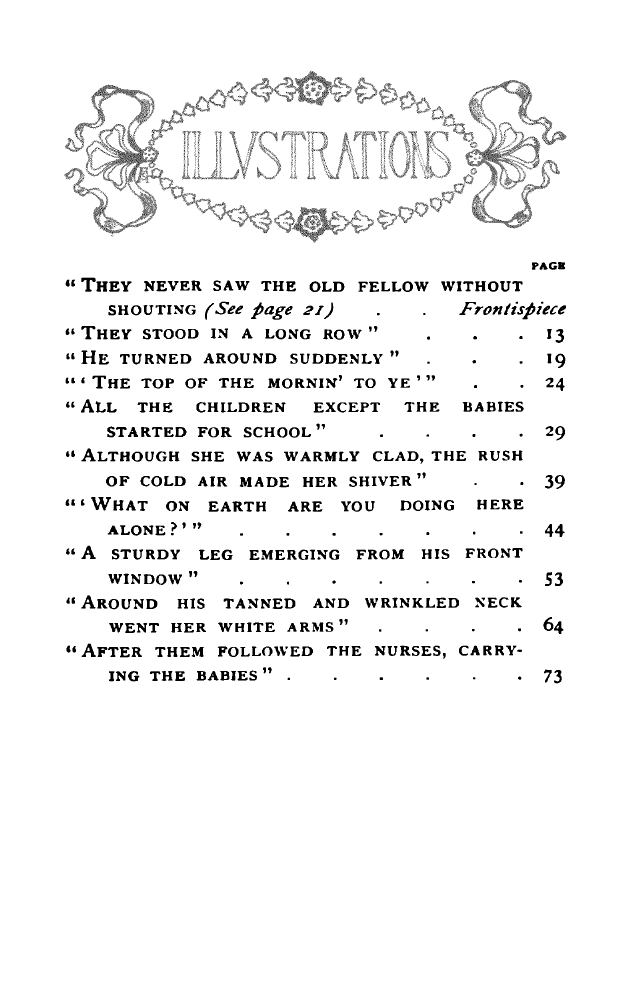 ILLVSTRATIONS
PAGE
“ THEY NEVER SAW THE OLD FELLOW WITHOUT
SHOUTING (See page 21) . . Frontispiece
“ THEY STOOD IN A LONG ROW ” . . . 13
“ HE TURNED AROUND SUDDENLY ” . . . 19
“ ‘ THE TOP OF THE MORNIN’ TO YE ’ ” . . 24
“ ALL THE CHILDREN EXCEPT THE BABIES
STARTED FOR SCHOOL ” . . . . 29
“ ALTHOUGH SHE WAS WARMLY CLAD, THE RUSH
OF COLD AIR MADE HER SHIVER ” . . 39
“ ‘ WHAT ON EARTH ARE YOU DOING HERE
ALONE ? ’ ” . . . . . . . 44
“ A STURDY LEG EMERGING FROM HIS FRONT
WINDOW ” . . . . . . . 53
“ AROUND HIS TANNED AND WRINKLED NECK
WENT HER WHITE ARMS ” . . . . 64
“ AFTER THEM FOLLOWED THE NURSES, CARRY-
ING THE BABIES ” . . . . . . 73